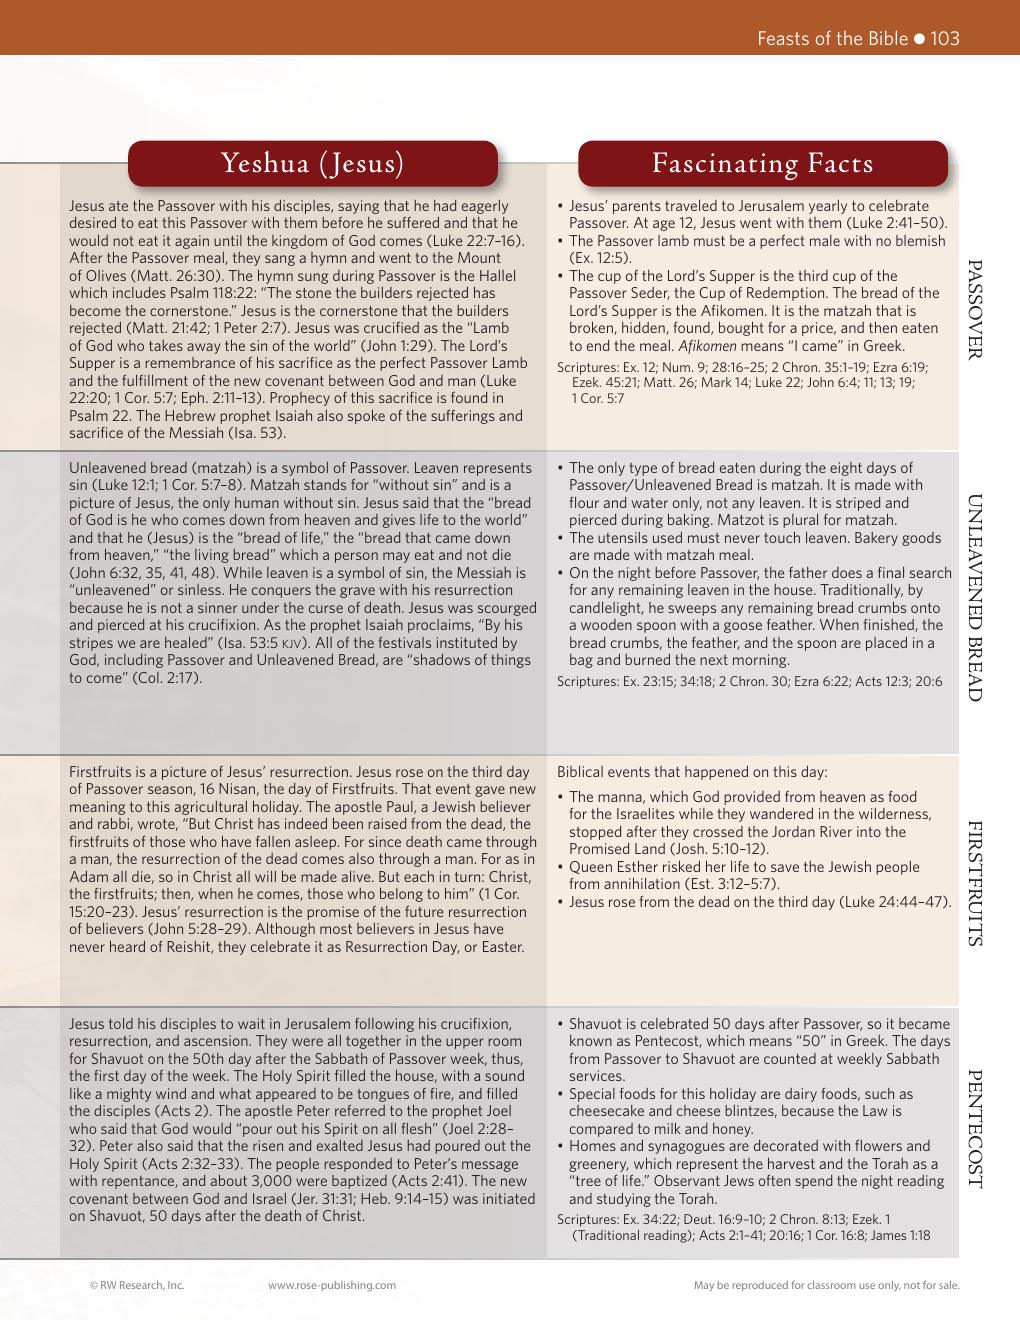 Feasts of the Bible ● 103
Yeshua (Jesus)
Fascinating Facts
Jesus ate the Passover with his disciples, saying that he had eagerly
desired to eat this Passover with them before he suffered and that he
would not eat it again until the kingdom of God comes (Luke 22:7–16).
After the Passover meal, they sang a hymn and went to the Mount
of Olives (Matt. 26:30). The hymn sung during Passover is the Hallel
which includes Psalm 118:22: “The stone the builders rejected has
become the cornerstone.” Jesus is the cornerstone that the builders
rejected (Matt. 21:42; 1 Peter 2:7). Jesus was crucified as the “Lamb
of God who takes away the sin of the world” (John 1:29). The Lord’s
Supper is a remembrance of his sacrifice as the perfect Passover Lamb
and the fulfillment of the new covenant between God and man (Luke
22:20; 1 Cor. 5:7; Eph. 2:11–13). Prophecy of this sacrifice is found in
Psalm 22. The Hebrew prophet Isaiah also spoke of the sufferings and
sacrifice of the Messiah (Isa. 53).
• Jesus’ parents traveled to Jerusalem yearly to celebrate
Passover. At age 12, Jesus went with them (Luke 2:41–50).
• The Passover lamb must be a perfect male with no blemish
(Ex. 12:5).
• The cup of the Lord’s Supper is the third cup of the
Passover Seder, the Cup of Redemption. The bread of the
Lord’s Supper is the Afikomen. It is the matzah that is
broken, hidden, found, bought for a price, and then eaten
to end the meal. Afikomen means “I came” in Greek.
Scriptures: Ex. 12; Num. 9; 28:16–25; 2 Chron. 35:1–19; Ezra 6:19;
Ezek. 45:21; Matt. 26; Mark 14; Luke 22; John 6:4; 11; 13; 19;
1 Cor. 5:7
PASSOVER
Unleavened bread (matzah) is a symbol of Passover. Leaven represents
sin (Luke 12:1; 1 Cor. 5:7–8). Matzah stands for “without sin” and is a
picture of Jesus, the only human without sin. Jesus said that the “bread
of God is he who comes down from heaven and gives life to the world”
and that he (Jesus) is the “bread of life,” the “bread that came down
from heaven,” “the living bread” which a person may eat and not die
(John 6:32, 35, 41, 48). While leaven is a symbol of sin, the Messiah is
“unleavened” or sinless. He conquers the grave with his resurrection
because he is not a sinner under the curse of death. Jesus was scourged
and pierced at his crucifixion. As the prophet Isaiah proclaims, “By his
stripes we are healed” (Isa. 53:5 KJV). All of the festivals instituted by
God, including Passover and Unleavened Bread, are “shadows of things
to come” (Col. 2:17).
• The only type of bread eaten during the eight days of
Passover/Unleavened Bread is matzah. It is made with
flour and water only, not any leaven. It is striped and
pierced during baking. Matzot is plural for matzah.
• The utensils used must never touch leaven. Bakery goods
are made with matzah meal.
• On the night before Passover, the father does a final search
for any remaining leaven in the house. Traditionally, by
candlelight, he sweeps any remaining bread crumbs onto
a wooden spoon with a goose feather. When finished, the
bread crumbs, the feather, and the spoon are placed in a
bag and burned the next morning.
Scriptures: Ex. 23:15; 34:18; 2 Chron. 30; Ezra 6:22; Acts 12:3; 20:6
UNLEAVENED BREAD
Firstfruits is a picture of Jesus’ resurrection. Jesus rose on the third day
of Passover season, 16 Nisan, the day of Firstfruits. That event gave new
meaning to this agricultural holiday. The apostle Paul, a Jewish believer
and rabbi, wrote, “But Christ has indeed been raised from the dead, the
firstfruits of those who have fallen asleep. For since death came through
a man, the resurrection of the dead comes also through a man. For as in
Adam all die, so in Christ all will be made alive. But each in turn: Christ,
the firstfruits; then, when he comes, those who belong to him” (1 Cor.
15:20–23). Jesus’ resurrection is the promise of the future resurrection
of believers (John 5:28–29). Although most believers in Jesus have
never heard of Reishit, they celebrate it as Resurrection Day, or Easter.
Biblical events that happened on this day:
• The manna, which God provided from heaven as food
for the Israelites while they wandered in the wilderness,
stopped after they crossed the Jordan River into the
Promised Land (Josh. 5:10–12).
• Queen Esther risked her life to save the Jewish people
from annihilation (Est. 3:12–5:7).
• Jesus rose from the dead on the third day (Luke 24:44–47).
FIRSTFRUITS
Jesus told his disciples to wait in Jerusalem following his crucifixion,
resurrection, and ascension. They were all together in the upper room
for Shavuot on the 50th day after the Sabbath of Passover week, thus,
the first day of the week. The Holy Spirit filled the house, with a sound
like a mighty wind and what appeared to be tongues of fire, and filled
the disciples (Acts 2). The apostle Peter referred to the prophet Joel
who said that God would “pour out his Spirit on all flesh” (Joel 2:28–
32). Peter also said that the risen and exalted Jesus had poured out the
Holy Spirit (Acts 2:32–33). The people responded to Peter’s message
with repentance, and about 3,000 were baptized (Acts 2:41). The new
covenant between God and Israel (Jer. 31:31; Heb. 9:14–15) was initiated
on Shavuot, 50 days after the death of Christ.
• Shavuot is celebrated 50 days after Passover, so it became
known as Pentecost, which means “50” in Greek. The days
from Passover to Shavuot are counted at weekly Sabbath
services.
• Special foods for this holiday are dairy foods, such as
cheesecake and cheese blintzes, because the Law is
compared to milk and honey.
• Homes and synagogues are decorated with flowers and
greenery, which represent the harvest and the Torah as a
“tree of life.” Observant Jews often spend the night reading
and studying the Torah.
Scriptures: Ex. 34:22; Deut. 16:9–10; 2 Chron. 8:13; Ezek. 1
(Traditional reading); Acts 2:1–41; 20:16; 1 Cor. 16:8; James 1:18
PENTECOST
© RW Research, Inc.
www.rose-publishing.com
May be reproduced for classroom use only, not for sale.